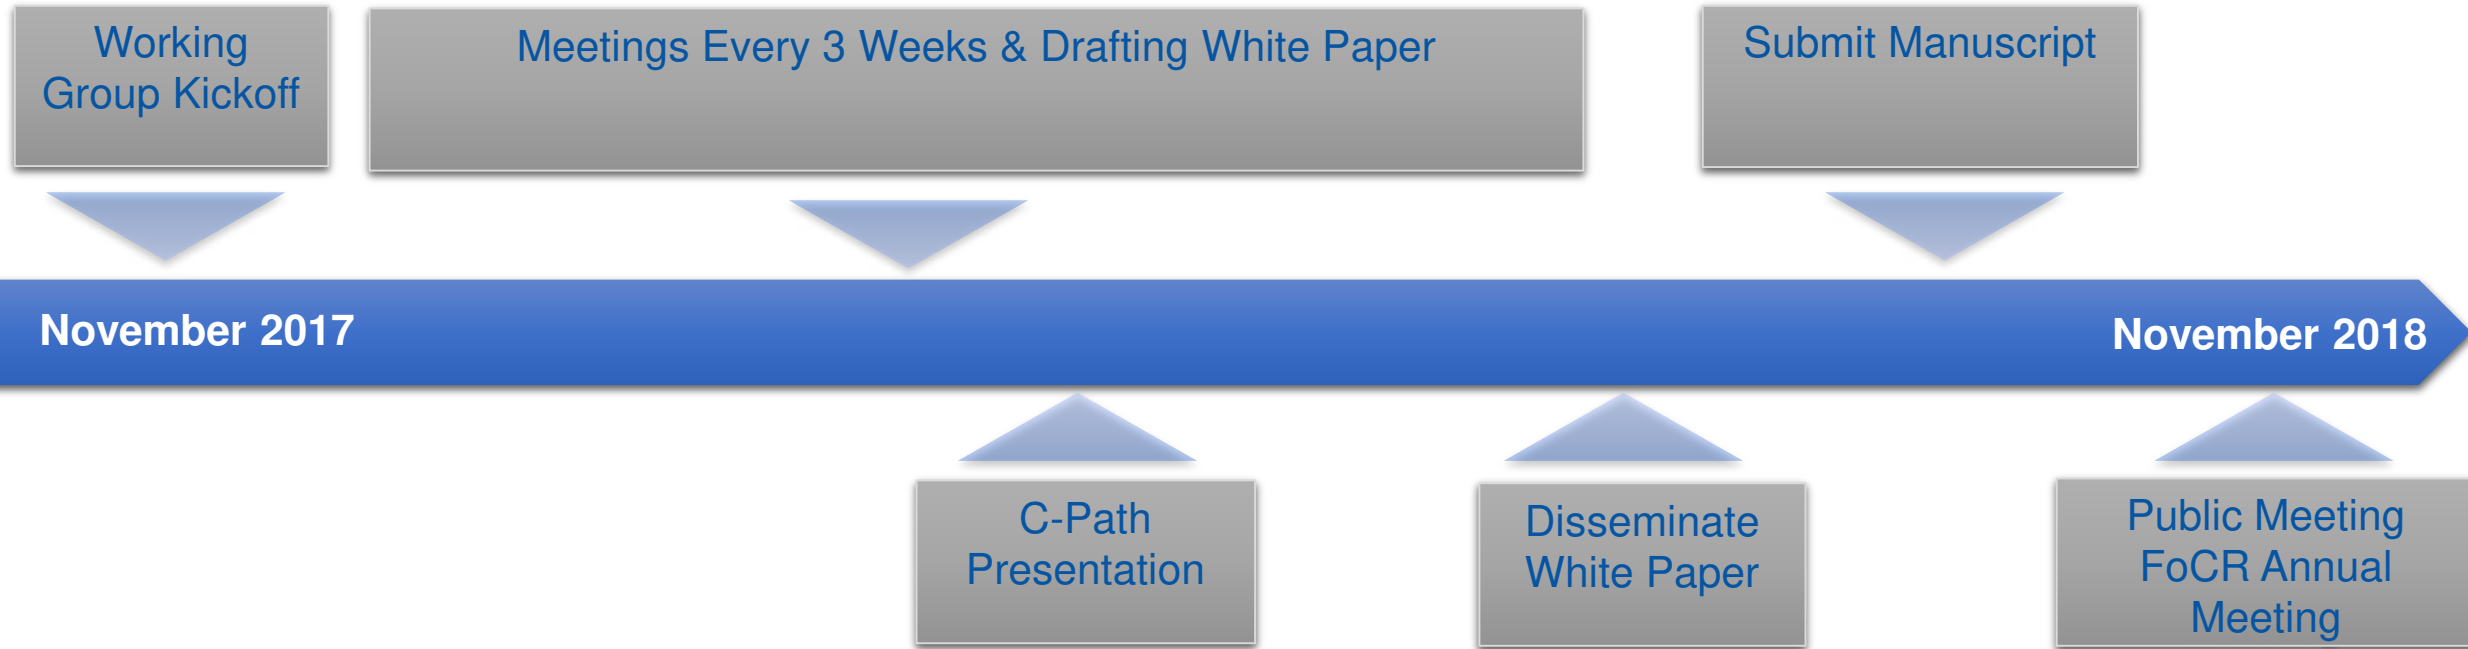 Working
Group Kickoff
Meetings Every 3 Weeks & Drafting White Paper
Submit Manuscript
November 2017
November 2018
C-Path
Presentation
Disseminate
White Paper
Public Meeting
FoCR Annual
Meeting